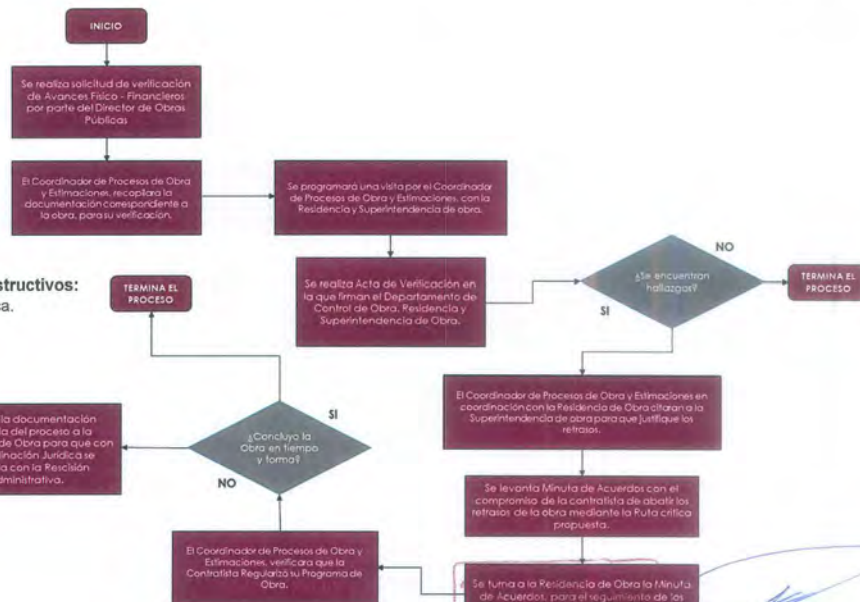 INICIO
Se realiza solicitud de verificación
de Avances Físico - Financieros
por parte del Director de Obras
Públicas
El Coordinador de Procesos de Obra
y Estimaciones, recopilara la
documentación correspondiente a
la obra, para su verificación.
Se programará una visita por el Coordinador
de Procesos de Obra y Estimaciones, con la
Residencia y Superintendencia de obra.
Se realiza Acta de Verificación en
la que firman el Departamento de
Control de Obra, Residencia y
Superintendencia de Obra.
¿Se encuentran
hallazgos?
NO
TERMINA EL
PROCESO
SI
structivos:
ca.
TERMINA EL
PROCESO
El Coordinador de Procesos de Obra y Estimaciones en
coordinación con la Residencia de Obra citaran a la
Superintendencia de obra para que justifique los
retrasos.
Se levanta Minuta de Acuerdos con el
compromiso de la contratista de abatir los
retrasos de la obra mediante la Ruta critica
propuesta.
Se turna a la Residencia de Obra la Minuta
de Acuerdos, para el seguimiento de los
El Coordinador de Procesos de Obra y
Estimaciones, verificara que la
Contratista Regularizó su Programa de
Obra.
¿Concluyo la
Obra en tiempo
y forma?
SI
NO
la documentación
a del proceso a la
de Obra para que con
dinación Jurídica se
a con la Rescisión
dministrativa.